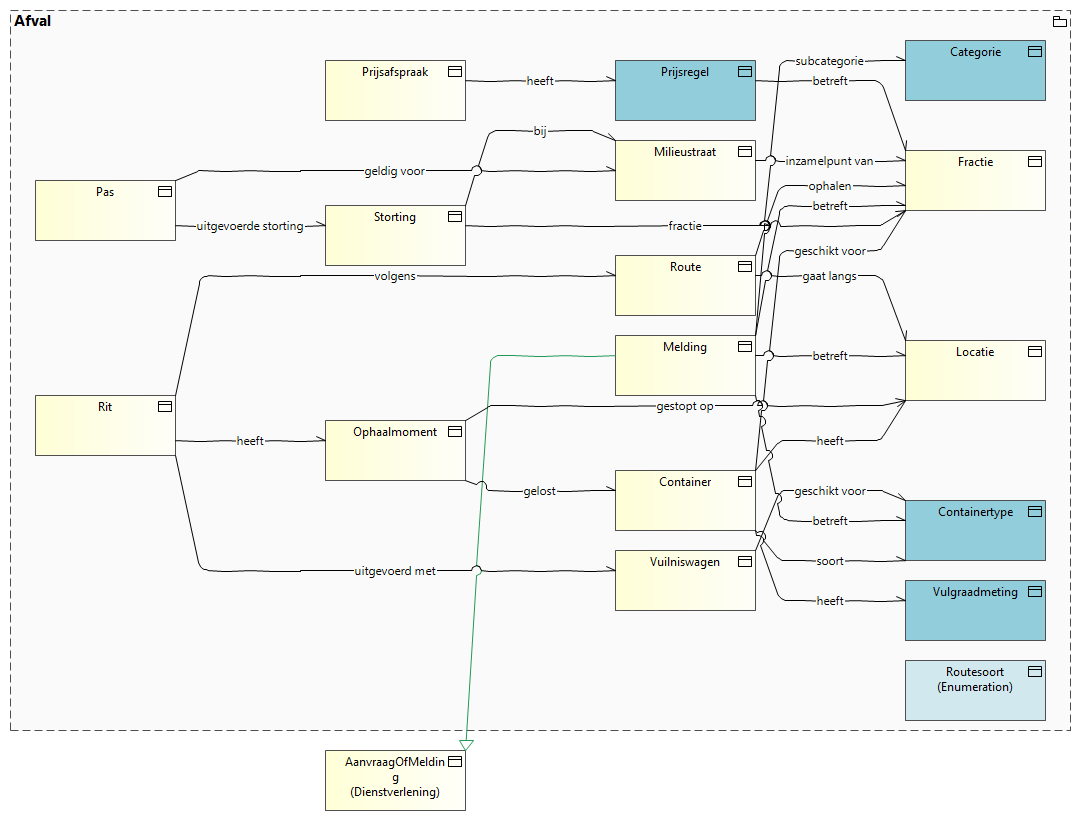 Afval
Categorie
subcategorie
Prijsafspraak
heeft
Prijsregel
betreft
bij
Milieustraat
inzamelpunt van
Fractie
geldig voor
Pas
ophalen
betreft
Storting
uitgevoerde storting
fractie
geschikt voor
Route
volgens
gaat langs
Melding
betreft
Locatie
Rit
gestopt op
Ophaalmoment
heeft
heeft
Container
gelost
geschikt voor
Containertype
betreft
Vuilniswagen
soort
uitgevoerd met
Vulgraadmeting
heeft
Routesoort
(Enumeration)
AanvraagOfMeldin
g
(Dienstverlening)